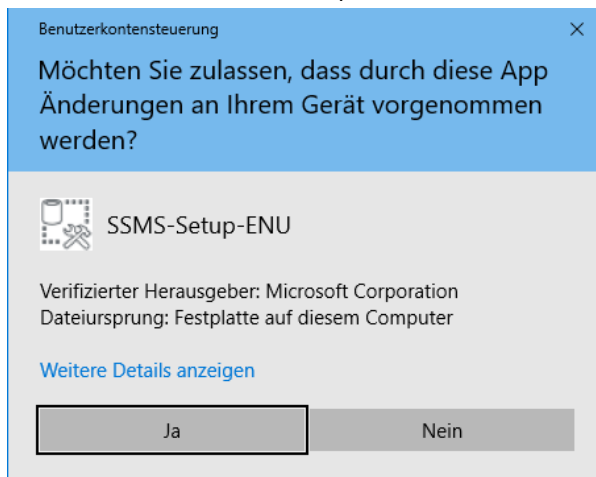 Benutzerkontensteuerung
Möchten Sie zulassen, dass durch diese App
Änderungen an Ihrem Gerät vorgenommen
werden?
SSMS-Setup-ENU
Verifizierter Herausgeber: Microsoft Corporation
Dateiursprung: Festplatte auf diesem Computer
Weitere Details anzeigen
Ja Nein